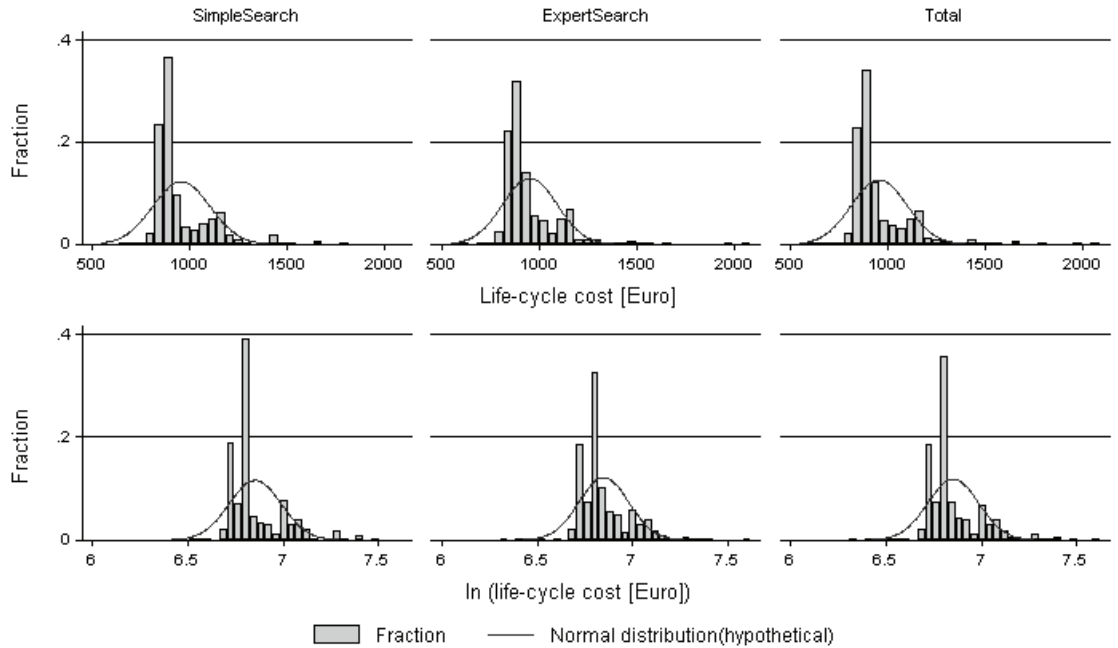 SimpleSearch ExpertSearch Total
.4
.2
0
Fraction
500 1000 1500 2000 500 1000 1500 2000 500 1000 1500 2000
Life-cycle cost [Euro]
.4
.2
0
Fraction
6 6.5 7 7.5 6 6.5 7 7.5 6 6.5 7 7.5
ln (life-cycle cost [Euro])
Fraction Normal distribution(hypothetical)